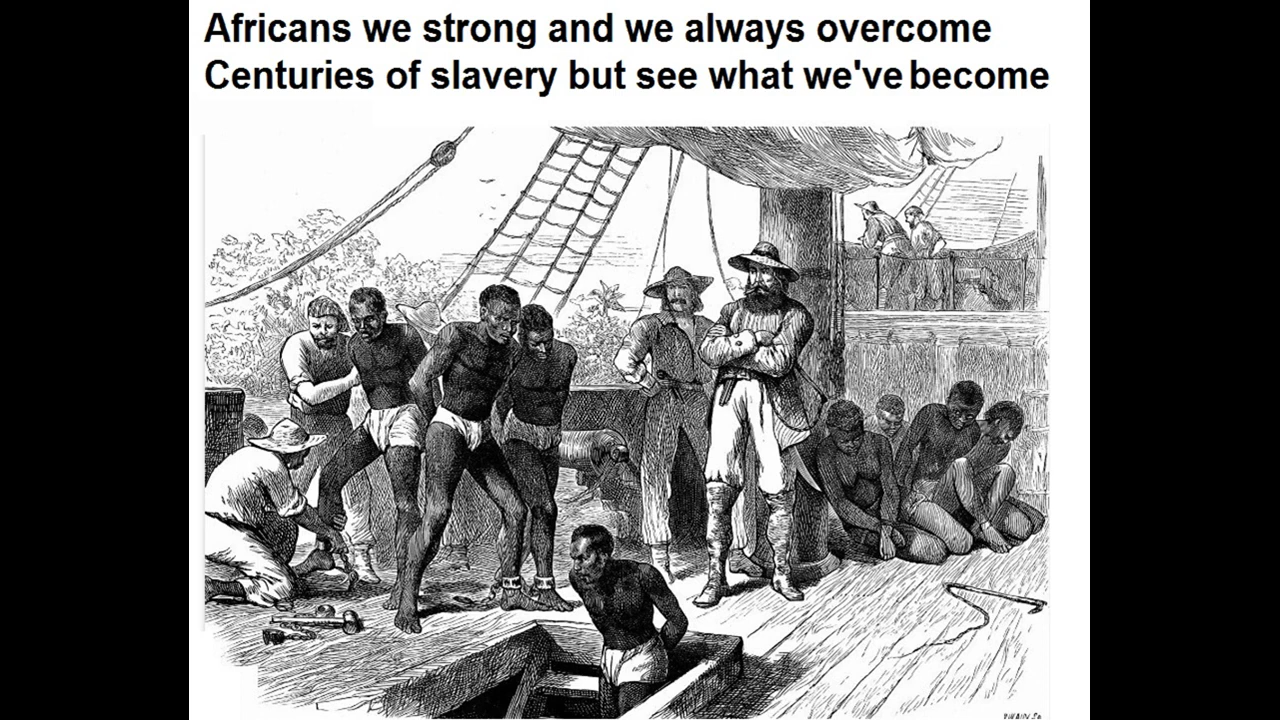 Africans we strong and we always overcome
Centuries of slavery but see what we've become